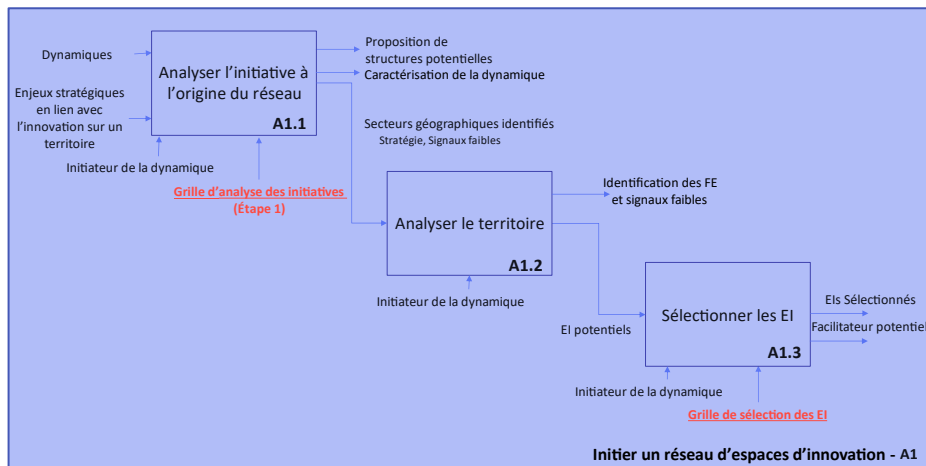 Dynamiques
Enjeux stratégiques
en lien avec
l'innovation sur un
territoire
Analyser l'initiative à
l'origine du réseau
A1.1
Proposition de
structures potentielles
Caractérisation de la dynamique
Initiateur de la dynamique
Grille d'analyse des initiatives
(Étape 1)
Secteurs géographiques identifiés
Stratégie, Signaux faibles
Analyser le territoire
A1.2
Identification des FE
et signaux faibles
Initiateur de la dynamique
EI potentiels
Sélectionner les EI
A1.3
EIs Sélectionnés
Facilitateur potentiel
Initiateur de la dynamique
Grille de sélection des EI
Initier un réseau d'espaces d'innovation - A1